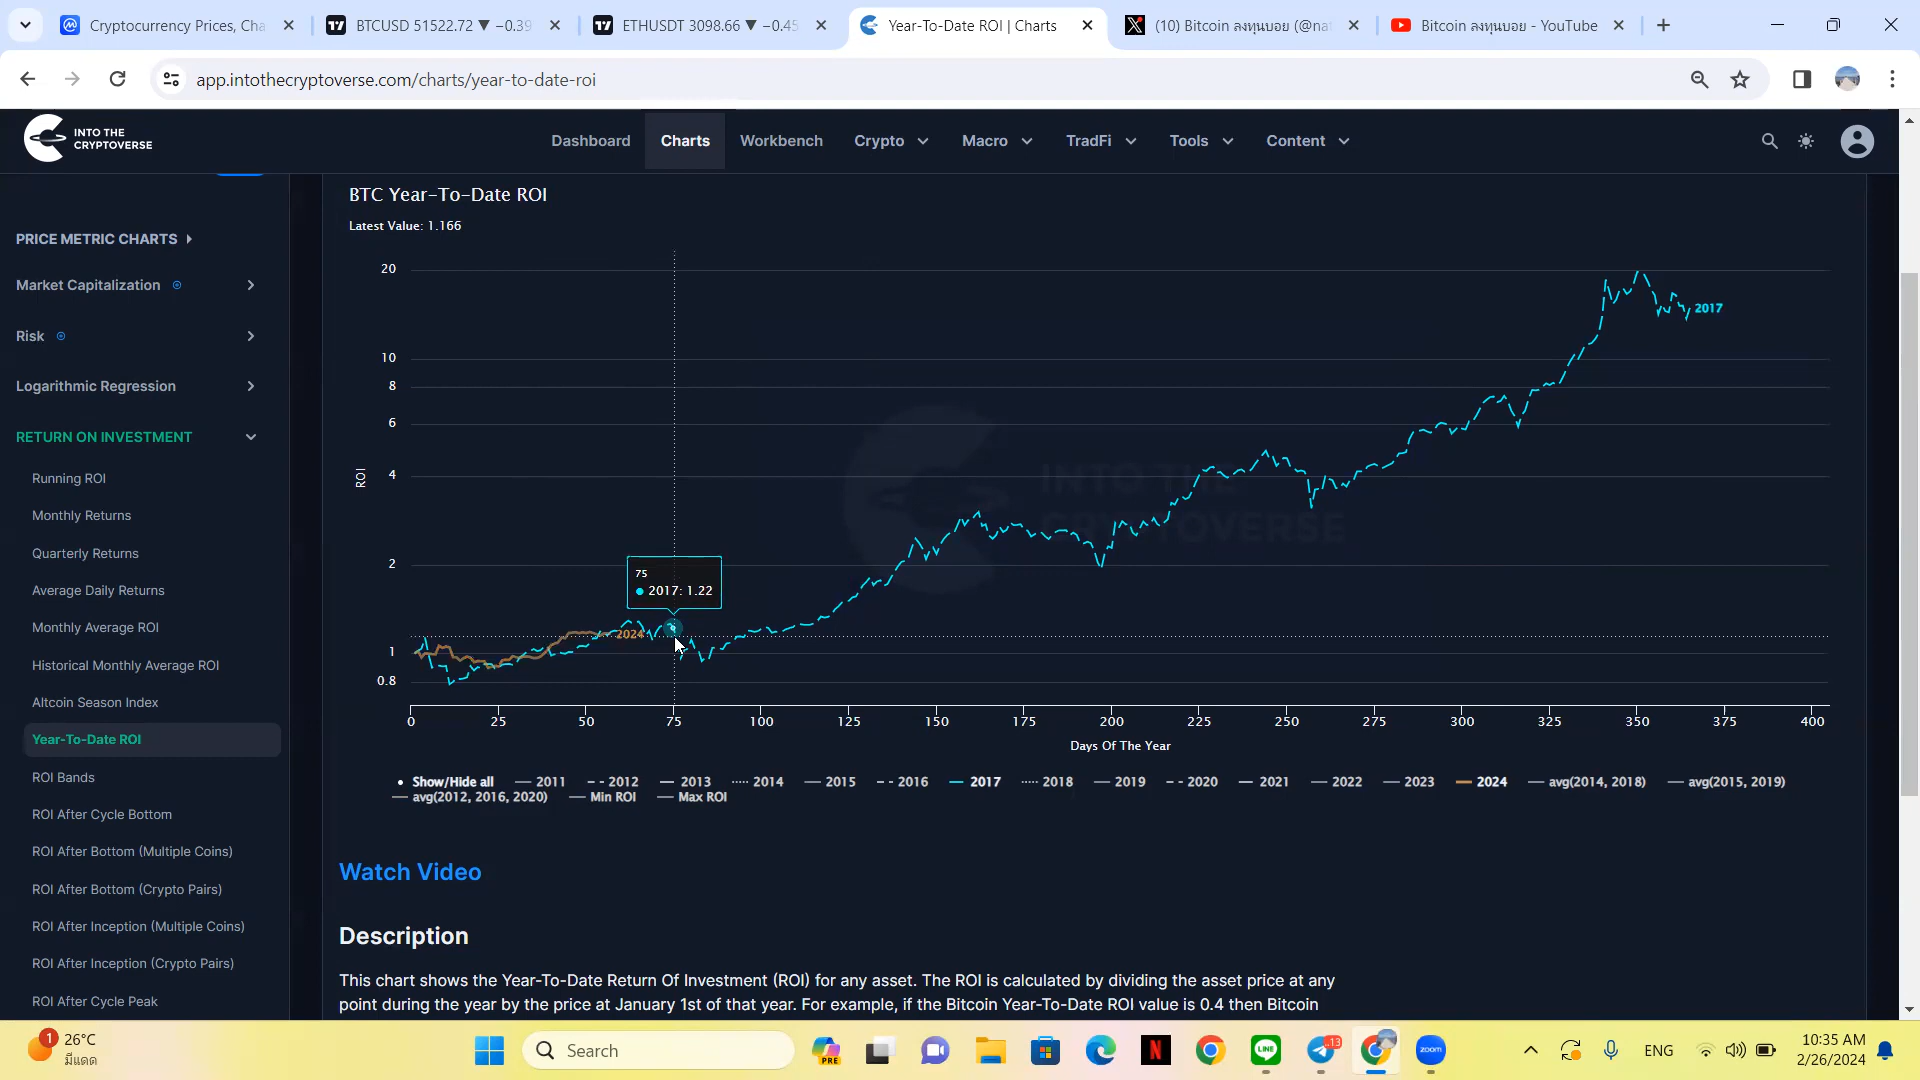 Cryptocurrency Prices, Cha
BTCUSD 51522.72 ▼ −0.39
ETHUSDT 3098.66 ▼ −0.45
Year-To-Date ROI | Charts
(10) Bitcoin ลงทุนบอย (@nat
Bitcoin ลงทุนบอย - YouTube
app.intothecryptoverse.com/charts/year-to-date-roi
INTO THE
CRYPTOVERSE
Dashboard
Charts
Workbench
Crypto
Macro
TradFi
Tools
Content
PRICE METRIC CHARTS
Market Capitalization
Risk
Logarithmic Regression
RETURN ON INVESTMENT
Running ROI
Monthly Returns
Quarterly Returns
Average Daily Returns
Monthly Average ROI
Historical Monthly Average ROI
Altcoin Season Index
Year-To-Date ROI
ROI Bands
ROI After Cycle Bottom
ROI After Bottom (Multiple Coins)
ROI After Bottom (Crypto Pairs)
ROI After Inception (Multiple Coins)
ROI After Inception (Crypto Pairs)
ROI After Cycle Peak
BTC Year-To-Date ROI
Latest Value: 1.166
20
10
8
6
4
2
1
0.8
ROI
INTO THE
CRYPTOVERSE
2017
2024
75
2017: 1.22
0 25 50 75 100 125 150 175 200 225 250 275 300 325 350 375 400
Days Of The Year
Show/Hide all 2011 2012 2013 2014 2015 2016 2017 2018 2019 2020 2021 2022 2023 2024 avg(2014, 2018) avg(2015, 2019)
avg(2012, 2016, 2020) Min ROI Max ROI
Watch Video
Description
This chart shows the Year-To-Date Return Of Investment (ROI) for any asset. The ROI is calculated by dividing the asset price at any
point during the year by the price at January 1st of that year. For example, if the Bitcoin Year-To-Date ROI value is 0.4 then Bitcoin
1
26°C
มีแดด
Search
PRE
N
LINE
13
zoom
ENG
10:35 AM
2/26/2024